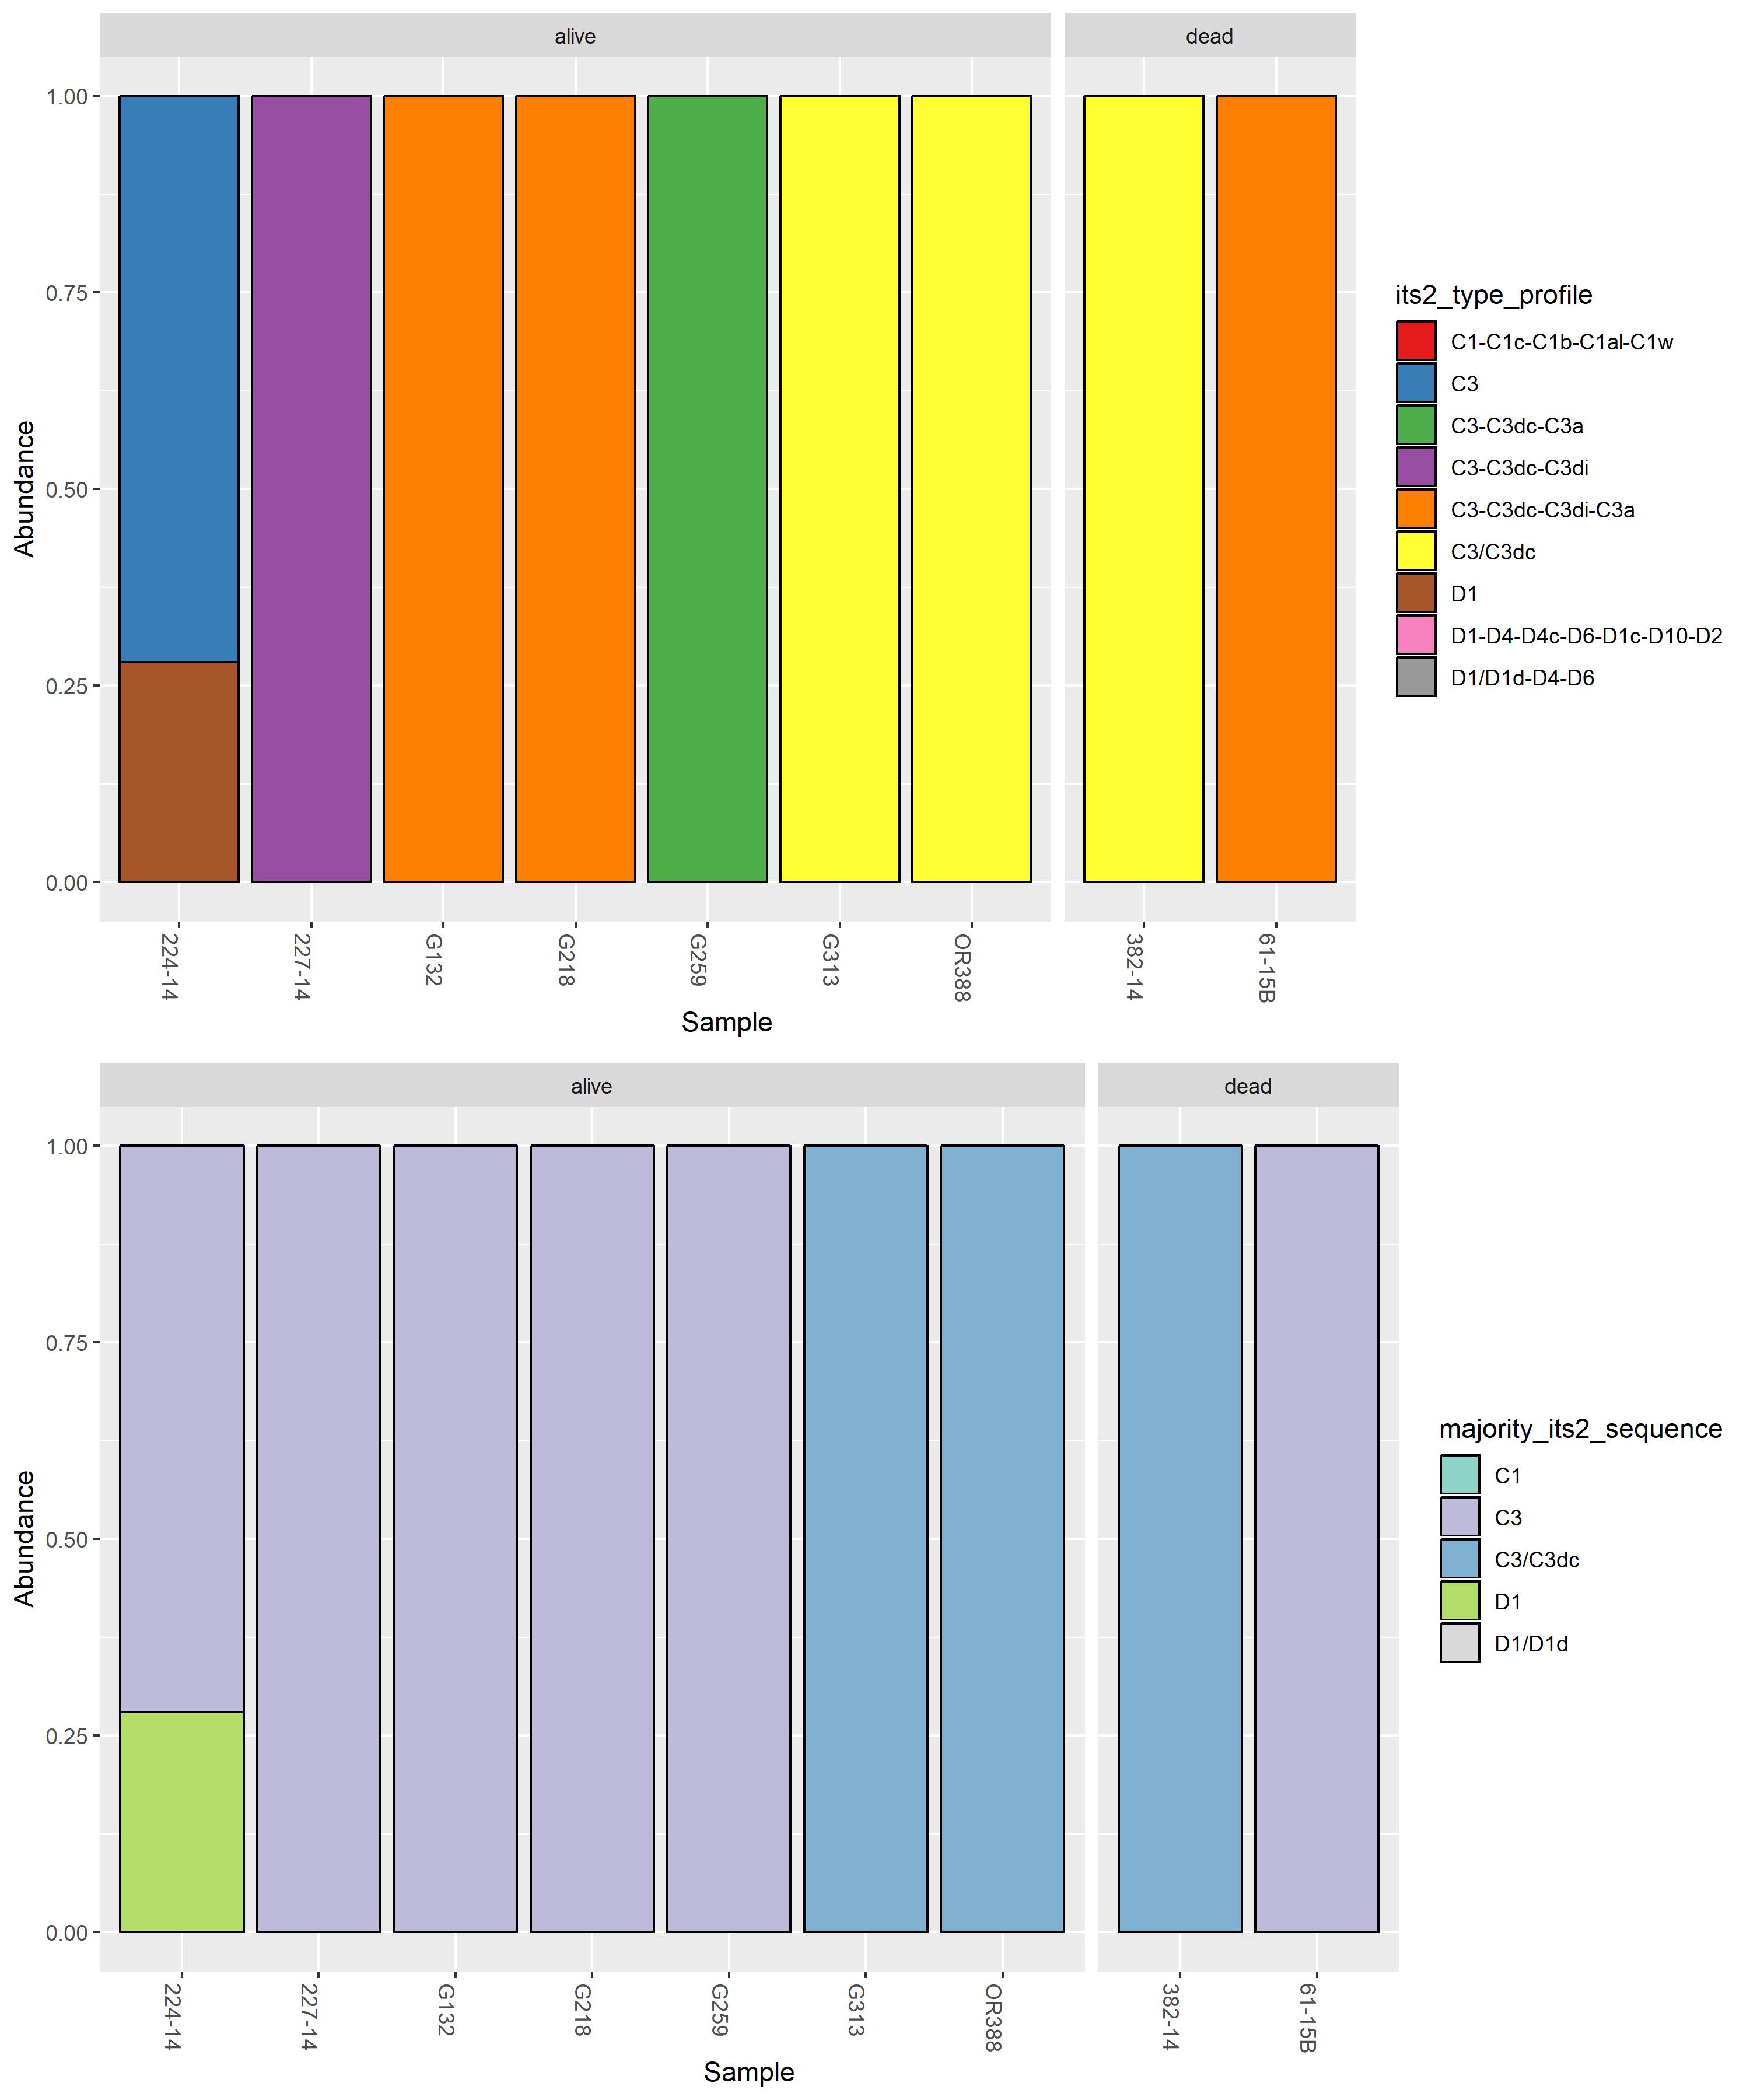 alive dead
1.00
0.75
0.50
0.25
0.00
Abundance
224-14 227-14 G132 G218 G259 G313 OR388 382-14 61-15B
Sample
its2_type_profile
C1-C1c-C1b-C1al-C1w
C3
C3-C3dc-C3a
C3-C3dc-C3di
C3-C3dc-C3di-C3a
C3/C3dc
D1
D1-D4-D4c-D6-D1c-D10-D2
D1/D1d-D4-D6
alive dead
1.00
0.75
0.50
0.25
0.00
Abundance
224-14 227-14 G132 G218 G259 G313 OR388 382-14 61-15B
Sample
majority_its2_sequence
C1
C3
C3/C3dc
D1
D1/D1d